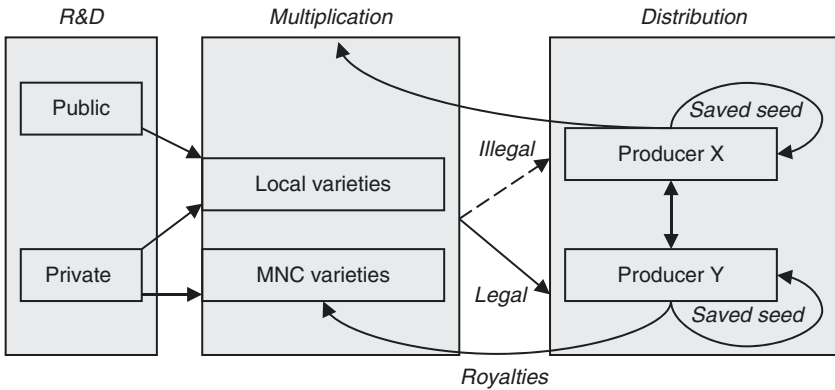 R&D
Multiplication
Distribution
Public
Saved seed
Illegal
Producer X
Local varieties
Private
MNC varieties
Producer Y
Legal
Saved seed
Royalties